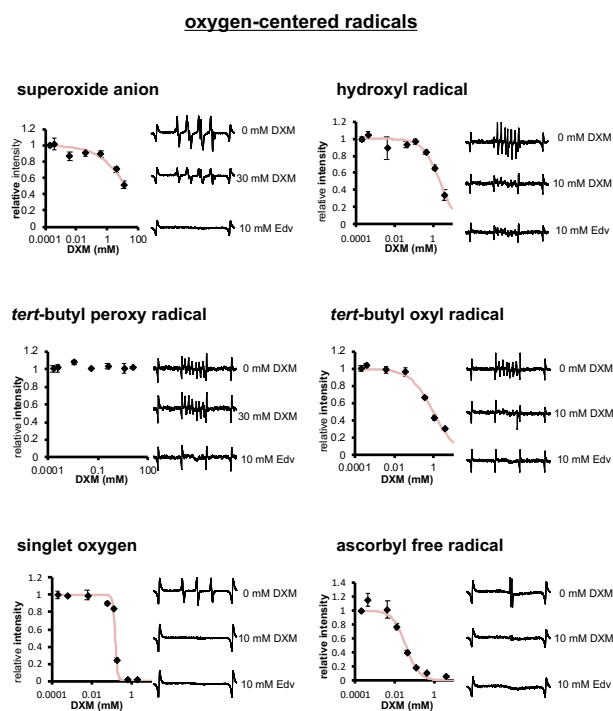 oxygen-centered radicals
superoxide anion
relative intensity
1.2
1
0.8
0.6
0.4
0.2
0
0.0001 0.01 1 100
DXM (mM)
0 mM DXM
30 mM DXM
10 mM Edv
hydroxyl radical
relative intensity
1.2
1
0.8
0.6
0.4
0.2
0
0.0001 0.01 1
DXM (mM)
0 mM DXM
10 mM DXM
10 mM Edv
tert-butyl peroxy radical
relative intensity
1.2
1
0.8
0.6
0.4
0.2
0
0.0001 0.1 100
DXM (mM)
0 mM DXM
30 mM DXM
10 mM Edv
tert-butyl oxyl radical
relative intensity
1.2
1
0.8
0.6
0.4
0.2
0
0.0001 0.01 1
DXM (mM)
0 mM DXM
10 mM DXM
10 mM Edv
singlet oxygen
relative intensity
1.2
1
0.8
0.6
0.4
0.2
0
0.0001 0.01 1
DXM (mM)
0 mM DXM
10 mM DXM
10 mM Edv
ascorbyl free radical
relative intensity
1.4
1.2
1
0.8
0.6
0.4
0.2
0
0.0001 0.01 1
DXM (mM)
0 mM DXM
10 mM DXM
10 mM Edv